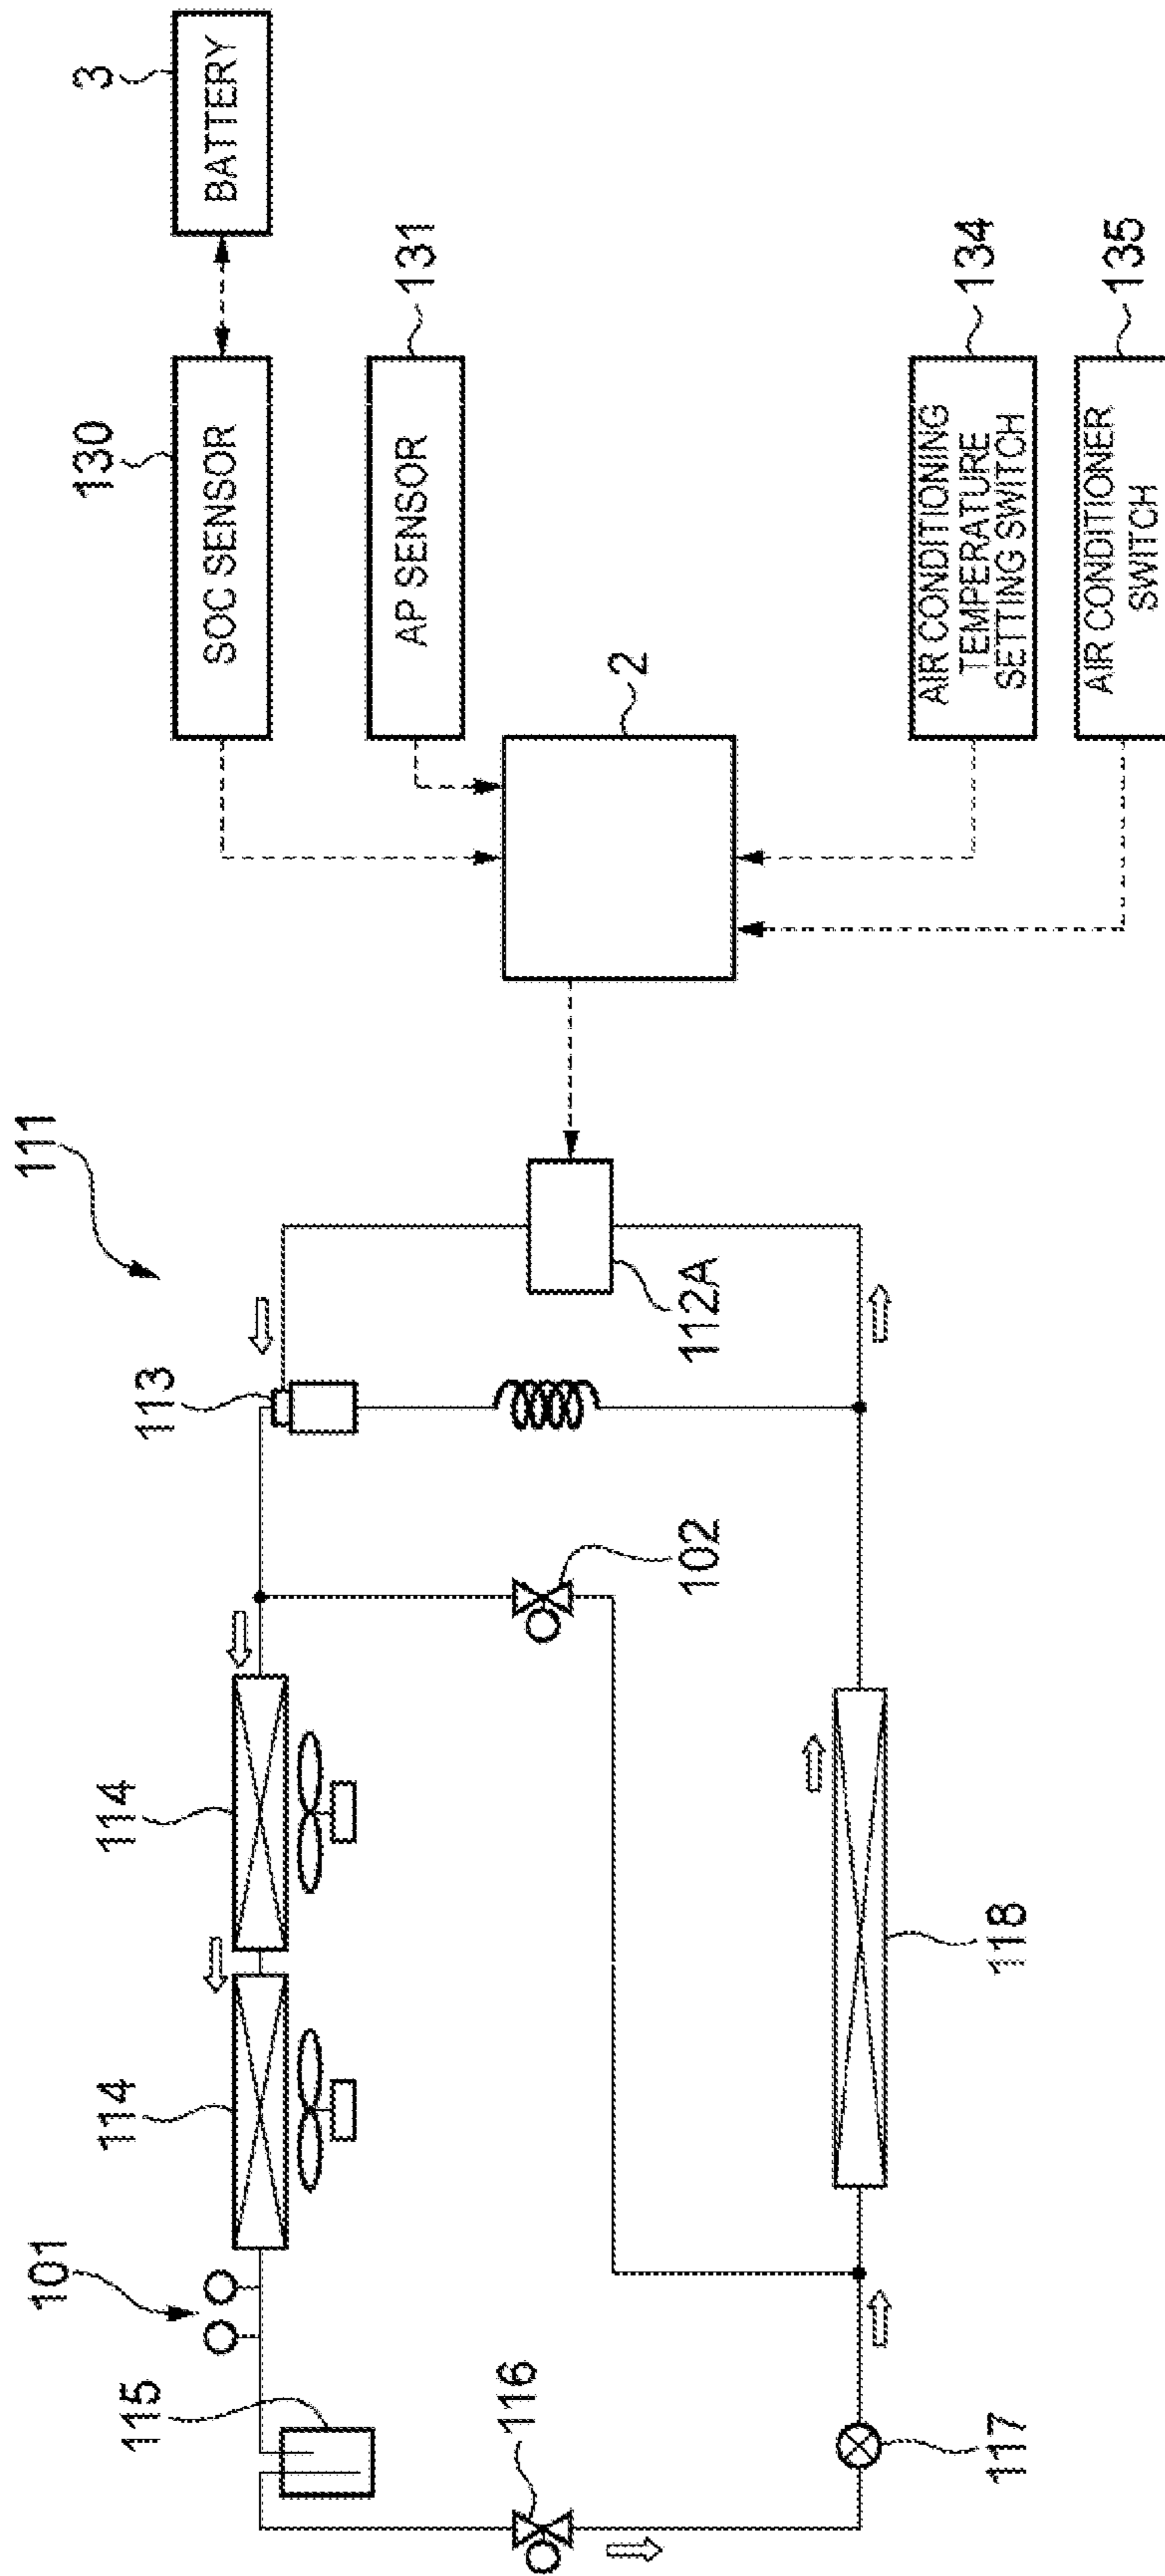 111
101
115
114
114
113
116
102
112A
117
118
2
130
SOC SENSOR
3
BATTERY
131
AP SENSOR
134
AIR CONDITIONING
TEMPERATURE
SETTING SWITCH
135
AIR CONDITIONER
SWITCH